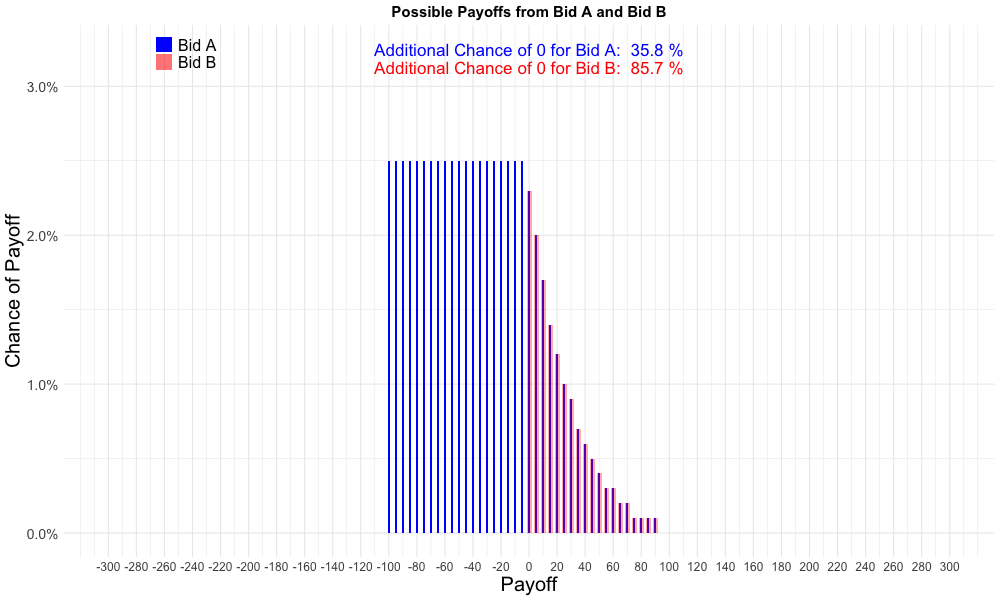 Possible Payoffs from Bid A and Bid B
Bid A
Bid B
Additional Chance of 0 for Bid A: 35.8 %
Additional Chance of 0 for Bid B: 85.7 %
Chance of Payoff
3.0%
2.0%
1.0%
0.0%
-300 -280 -260 -240 -220 -200 -180 -160 -140 -120 -100 -80 -60 -40 -20 0 20 40 60 80 100 120 140 160 180 200 220 240 260 280 300
Payoff